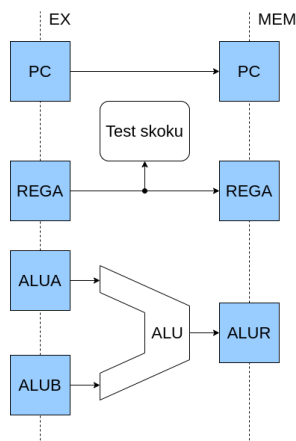 EX
MEM
PC
PC
Test skoku
REGA
REGA
ALUA
ALU
ALUR
ALUB